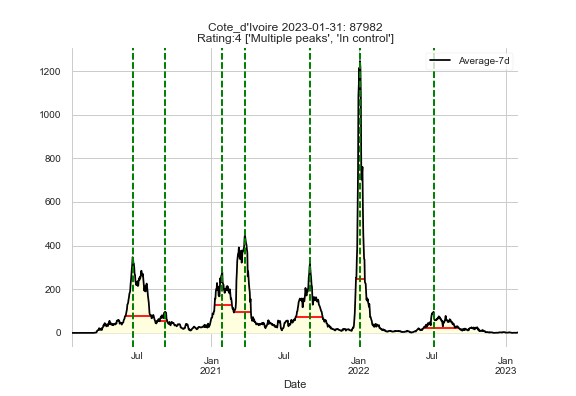 Cote_d'Ivoire 2023-01-31: 87982
Rating:4 ['Multiple peaks', 'In control']
Average-7d
1200
1000
800
600
400
200
0
Jul
Jan
2021
Jul
Jan
2022
Jul
Jan
2023
Date